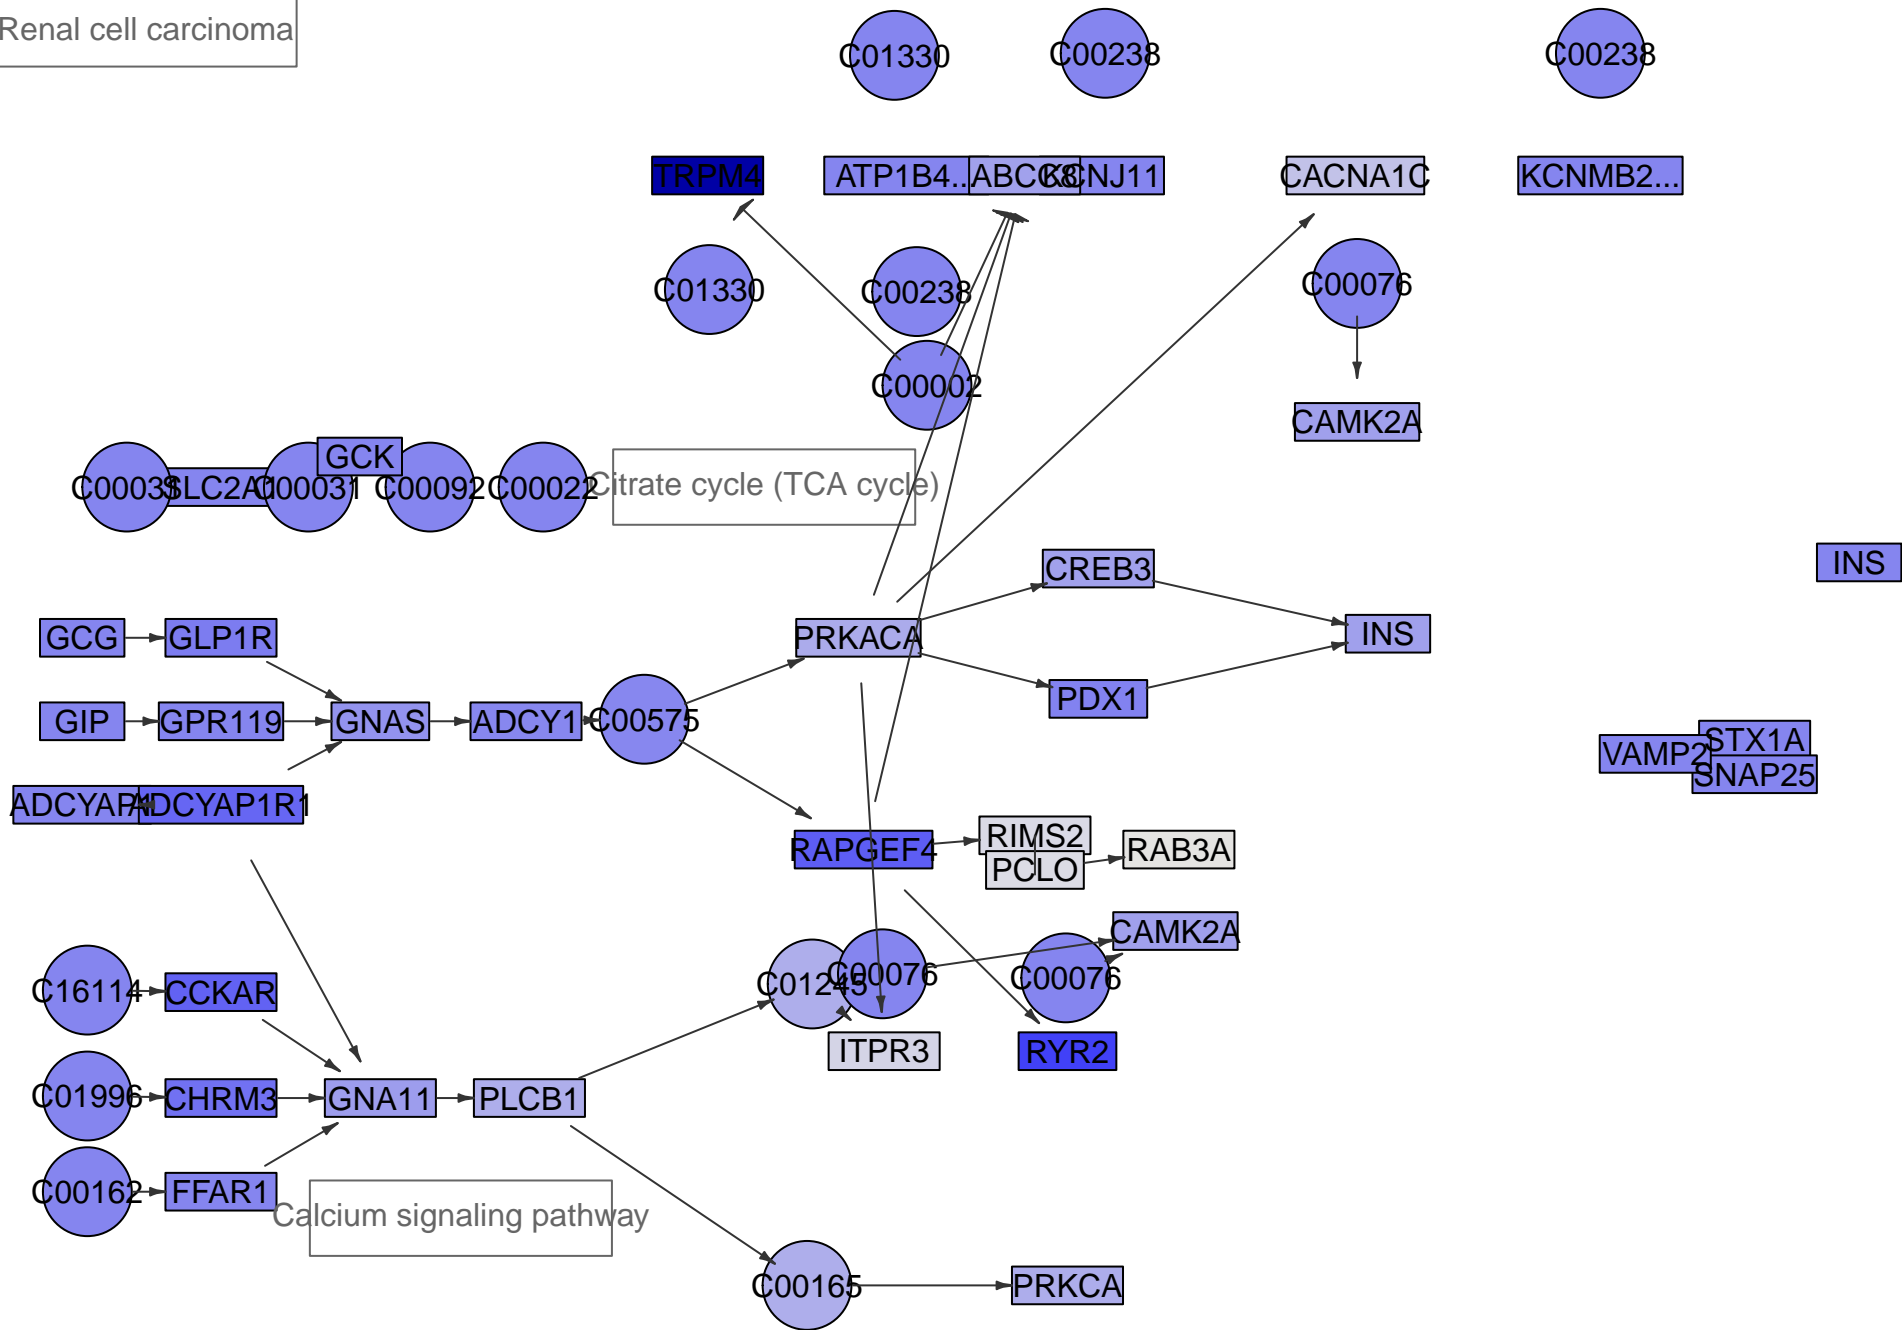 Renal cell carcinoma
C01330
C00238
C00238
TRPM4
ATP1B4...
ABCC8
KCNJ11
CACNA1C
KCNMB2...
C01330
C00238
C00076
C00002
CAMK2A
GCK
C00031
SLC2A1
C00031
C00092
C00022
Citrate cycle (TCA cycle)
CREB3
INS
GCG
GLP1R
PRKACA
INS
PDX1
GIP
GPR119
GNAS
ADCY1
C00575
STX1A
VAMP2
SNAP25
ADCYAP1
ADCYAP1R1
RAPGEF4
RIMS2
PCLO
RAB3A
CAMK2A
C16114
CCKAR
C01245
C00076
C00076
ITPR3
RYR2
C01996
CHRM3
GNA11
PLCB1
C00162
FFAR1
Calcium signaling pathway
C00165
PRKCA